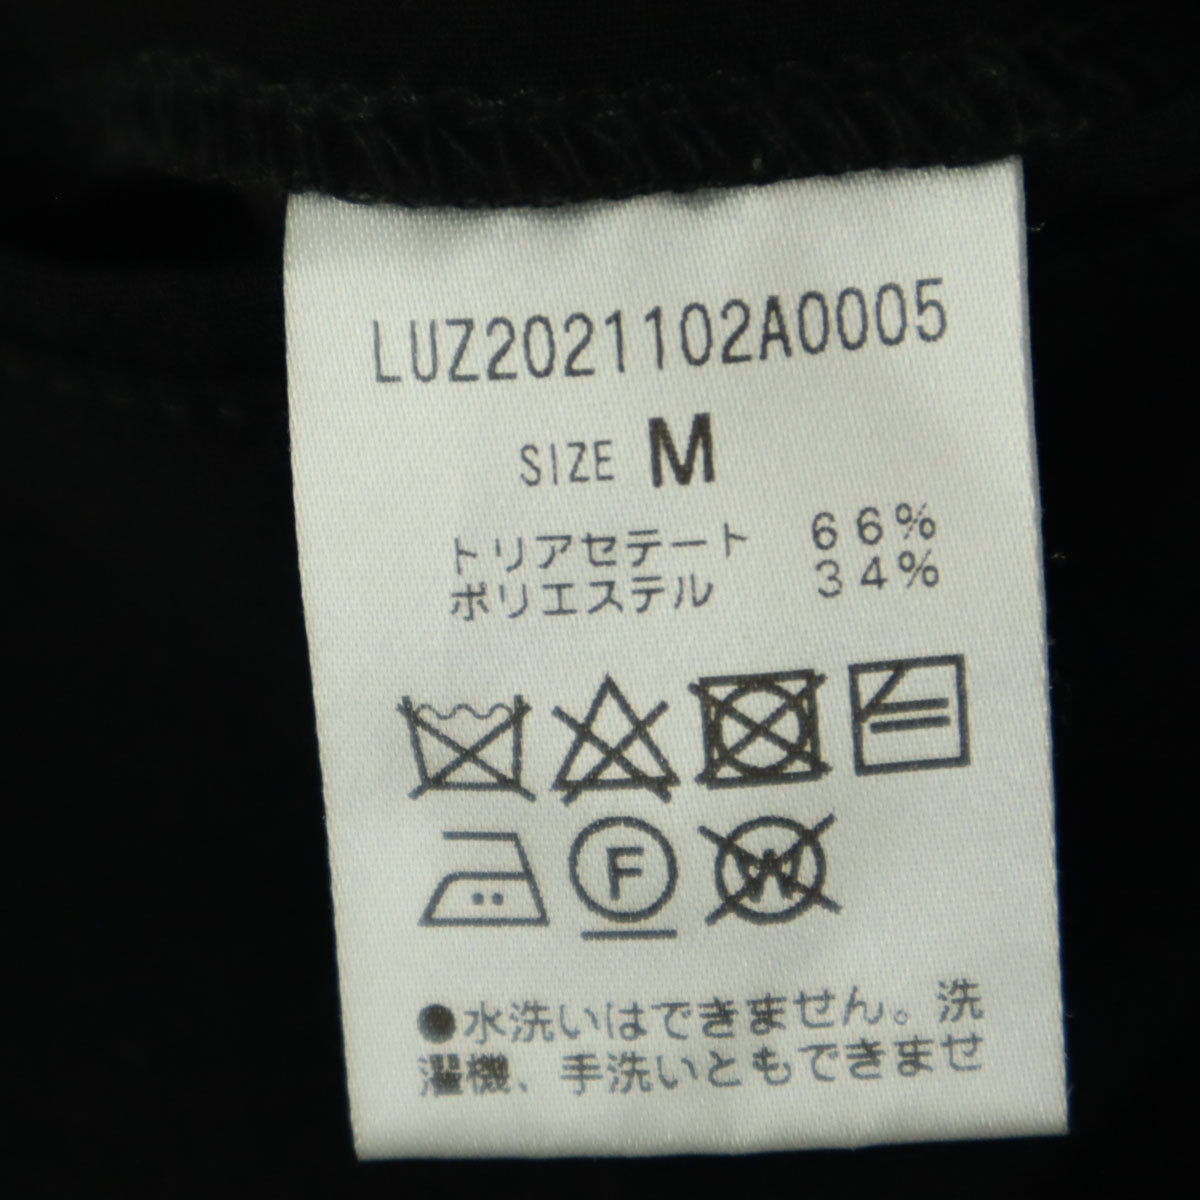 LUZ2021102A0005
SIZE M
トリアセテート 66%
ポリエステル 34%
F
W
●水洗いはできません。洗
濯機、手洗いともできませ